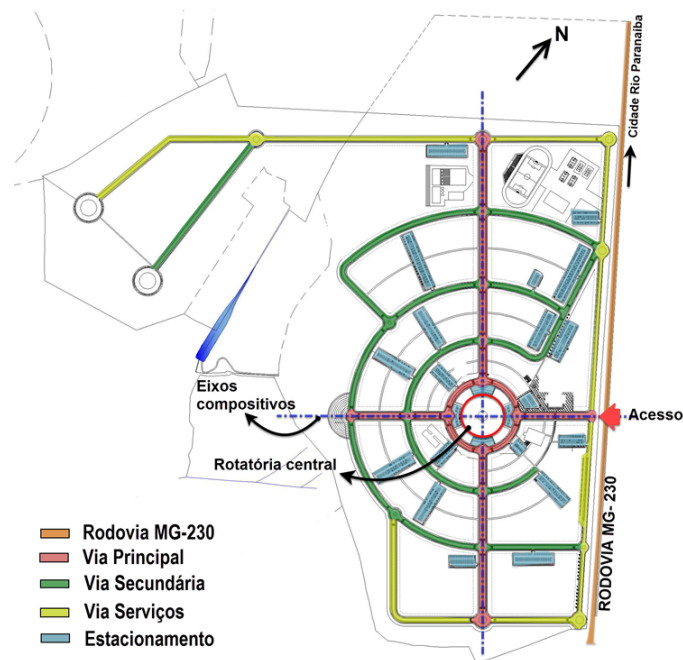 N
Cidade Rio Paranaiba
Eixos
compositivos
Acesso
Rotatória central
RODOVIA MG- 230
Rodovia MG-230
Via Principal
Via Secundária
Via Serviços
Estacionamento